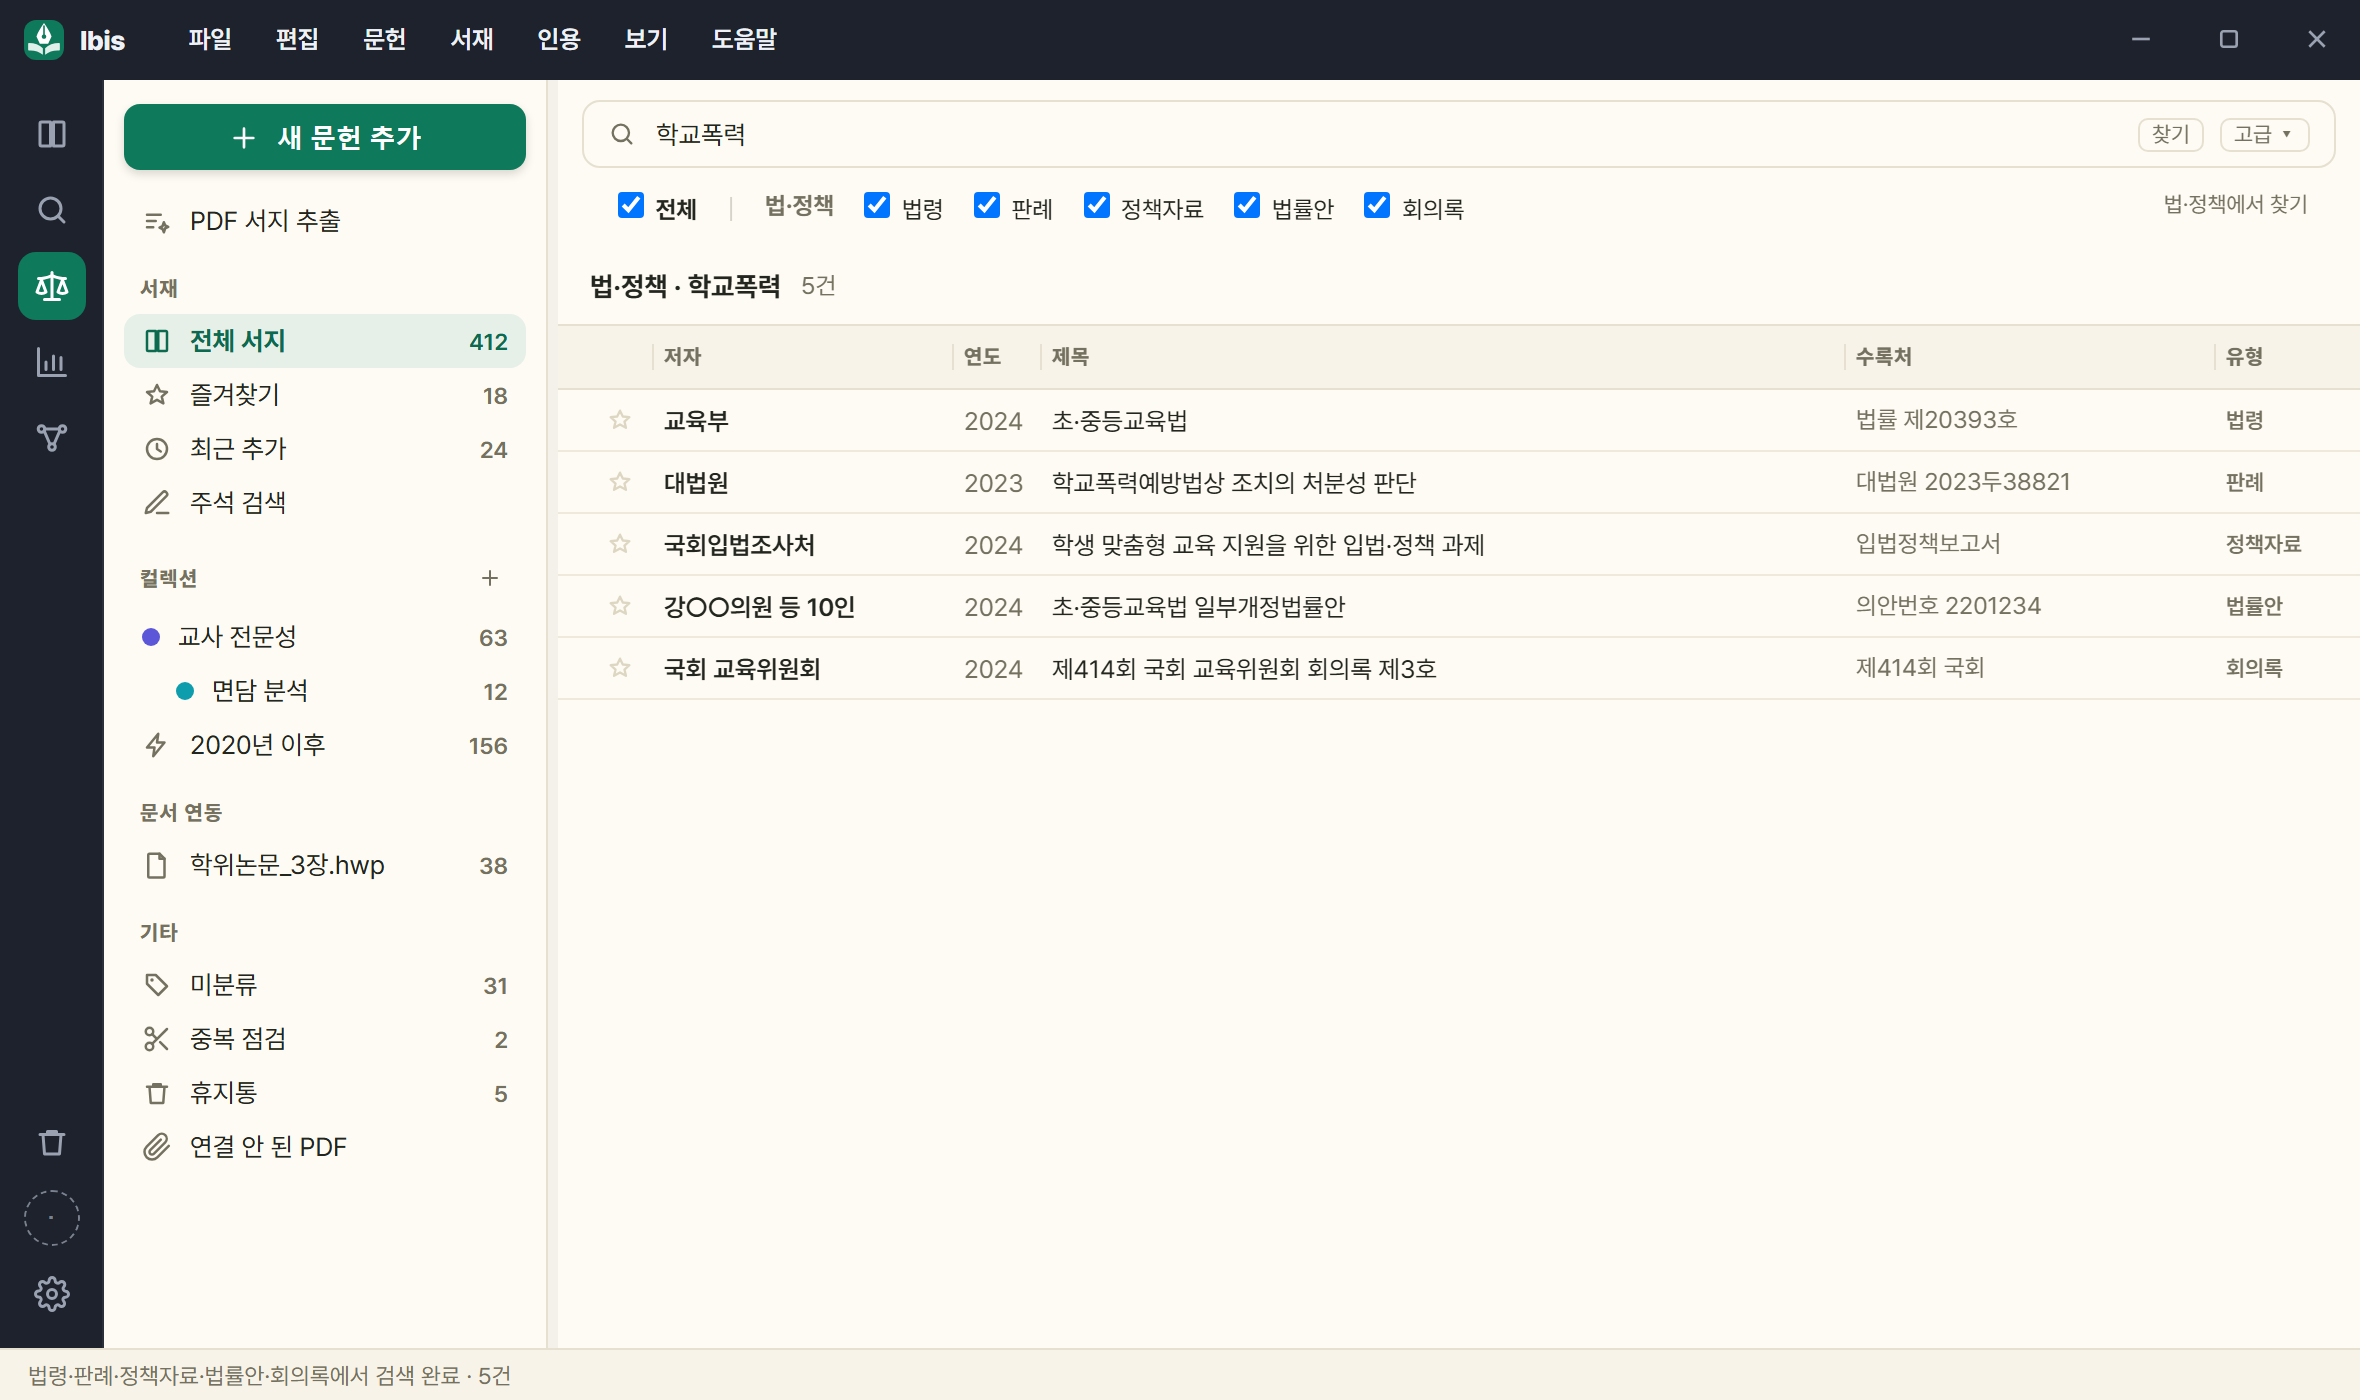 Ibis 파일 편집 문헌 서재 인용 보기 도움말
+ 새 문헌 추가
PDF 서지 추출
서재
전체 서지 412
즐겨찾기 18
최근 추가 24
주석 검색
컬렉션 +
교사 전문성 63
면담 분석 12
2020년 이후 156
문서 연동
학위논문_3장.hwp 38
기타
미분류 31
중복 점검 2
휴지통 5
연결 안 된 PDF
학교폭력 찾기 고급 ▼
전체 | 법·정책 법령 판례 정책자료 법률안 회의록 법·정책에서 찾기
법·정책 · 학교폭력 5건
저자 연도 제목 수록처 유형
교육부 2024 초·중등교육법 법률 제20393호 법령
대법원 2023 학교폭력예방법상 조치의 처분성 판단 대법원 2023두38821 판례
국회입법조사처 2024 학생 맞춤형 교육 지원을 위한 입법·정책 과제 입법정책보고서 정책자료
강○○의원 등 10인 2024 초·중등교육법 일부개정법률안 의안번호 2201234 법률안
국회 교육위원회 2024 제414회 국회 교육위원회 회의록 제3호 제414회 국회 회의록
법령·판례·정책자료·법률안·회의록에서 검색 완료 · 5건